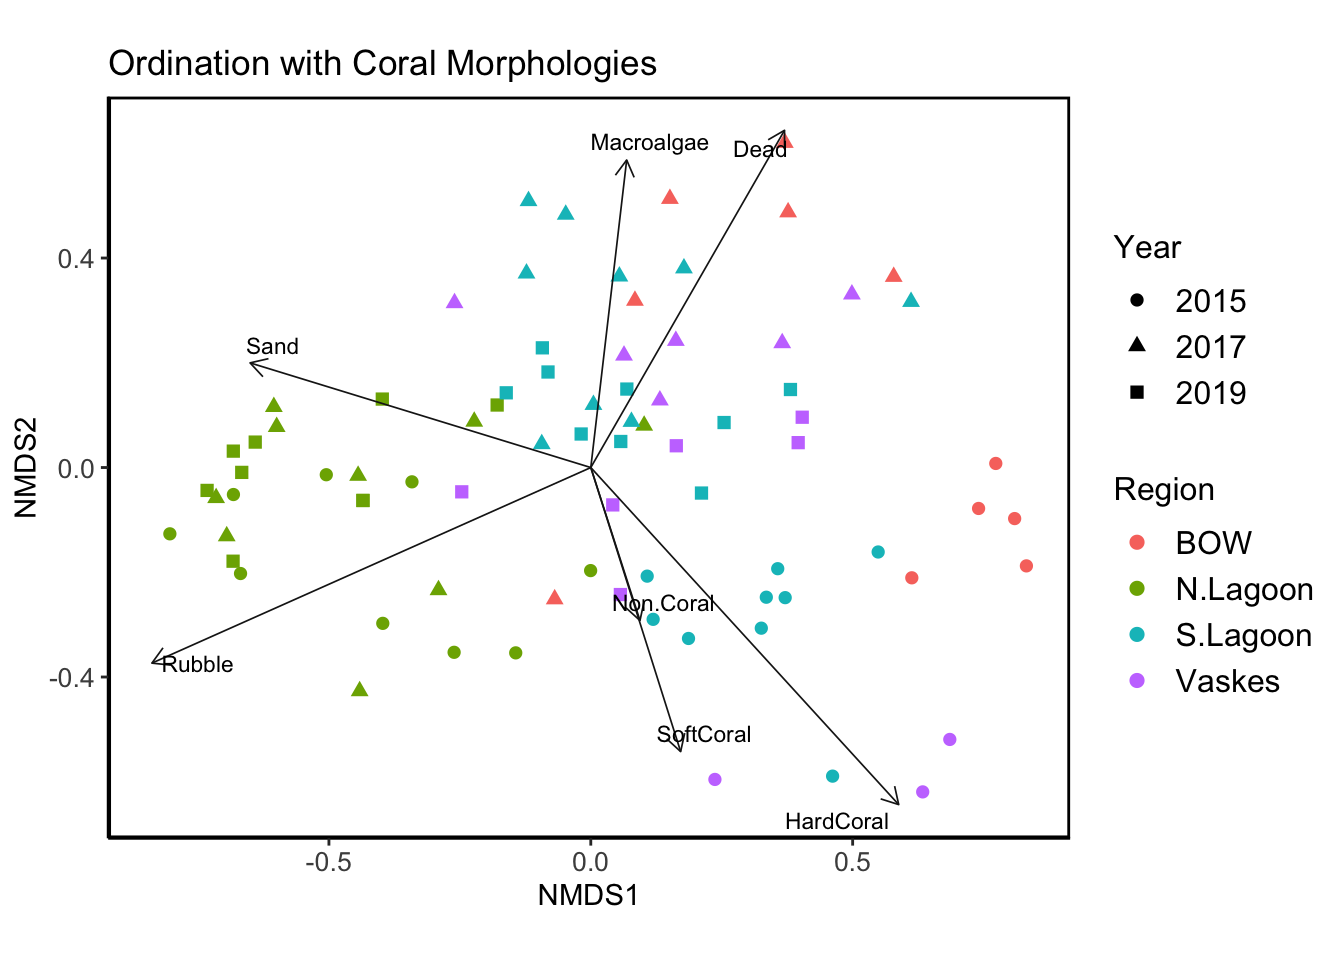 Ordination with Coral Morphologies
Macroalgae
Dead
Sand
Non.Coral
Rubble
SoftCoral
HardCoral
0.4
0.0
-0.4
NMDS2
-0.5
0.0
0.5
NMDS1
Year
2015
2017
2019
Region
BOW
N.Lagoon
S.Lagoon
Vaskes